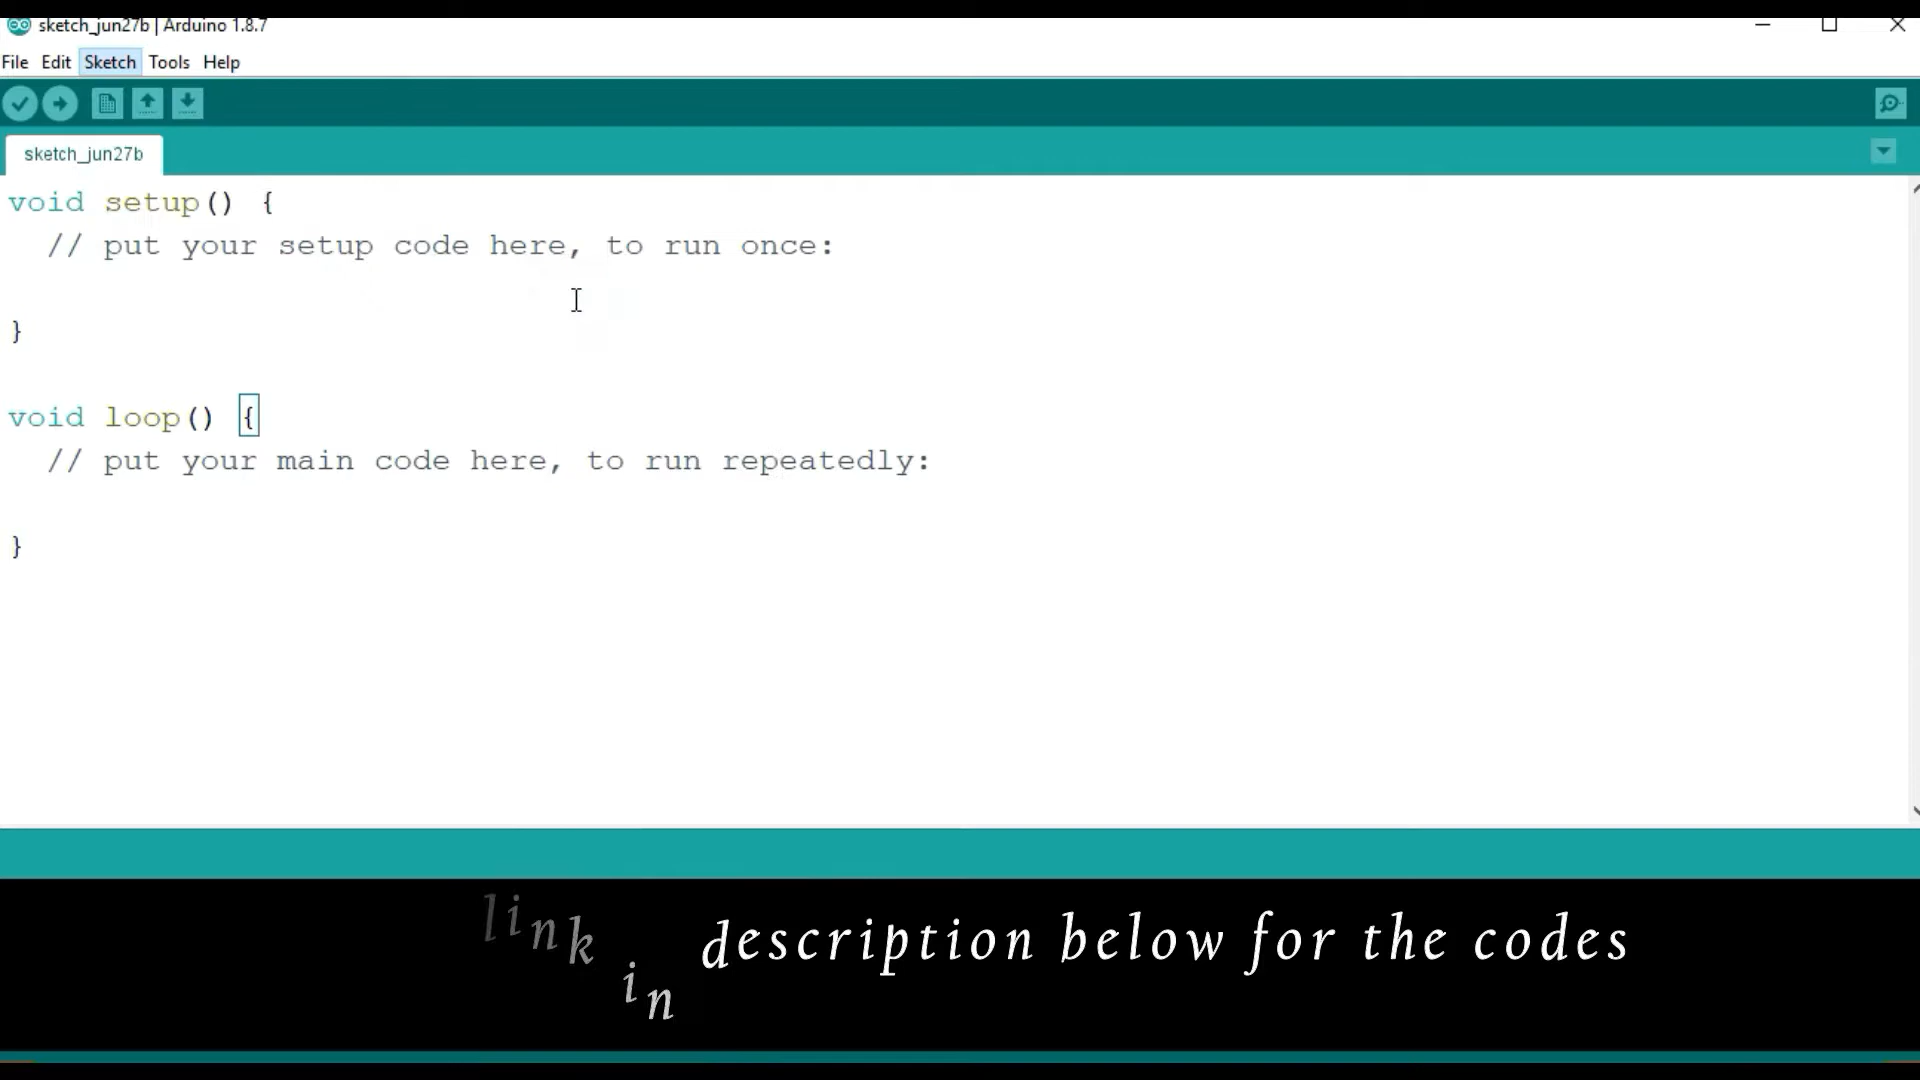 sketch_jun27b | Arduino 1.8.7
File Edit Sketch Tools Help
sketch_jun27b
void setup() {
// put your setup code here, to run once:
}
void loop() {
// put your main code here, to run repeatedly:
}
link in description below for the codes